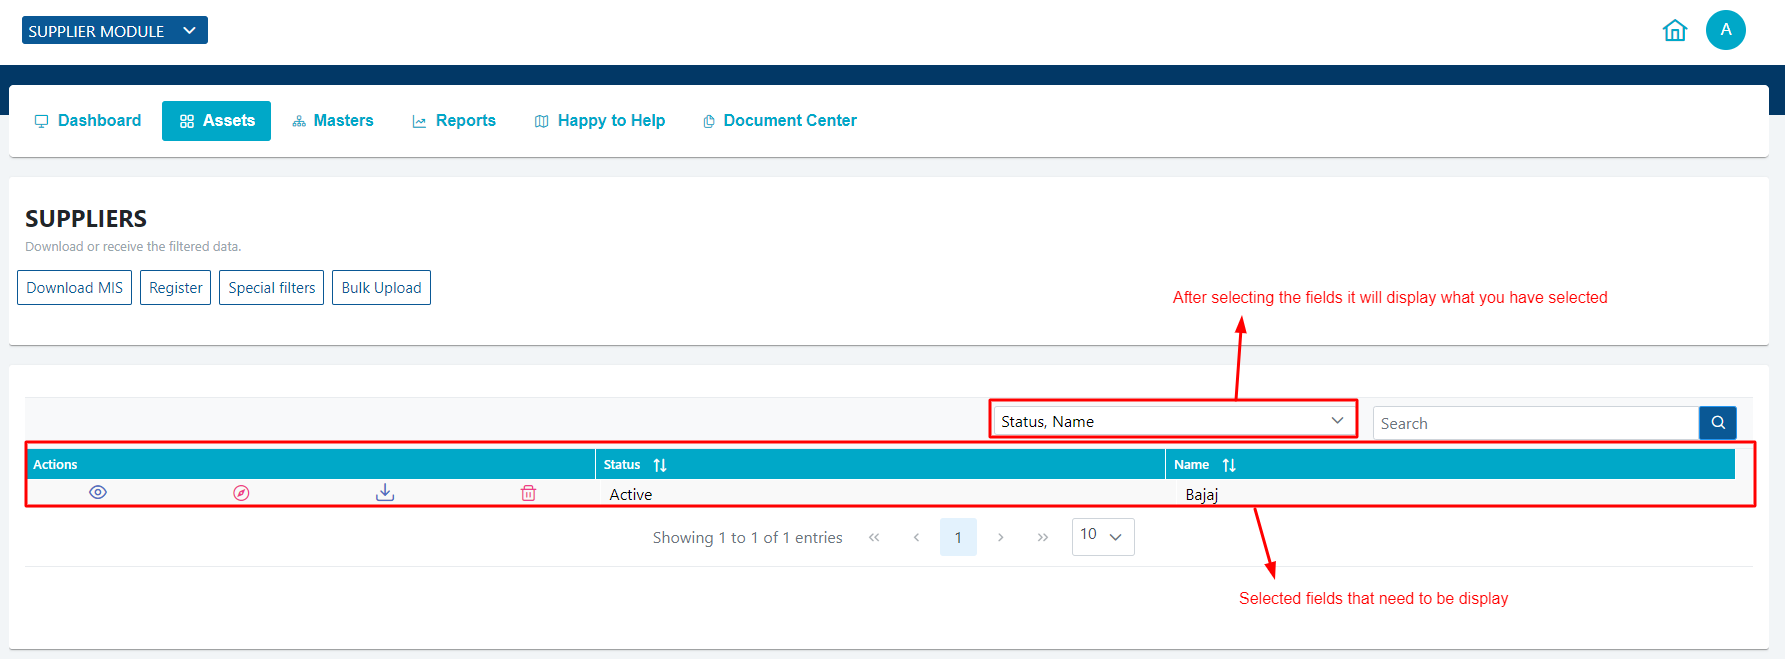 SUPPLIER MODULE
A
Dashboard Assets Masters Reports Happy to Help Document Center
SUPPLIERS
Download or receive the filtered data.
Download MIS Register Special filters Bulk Upload
After selecting the fields it will display what you have selected
Status, Name Search
Actions Status Name
Active Bajaj
Showing 1 to 1 of 1 entries « ‹ 1 › » 10
Selected fields that need to be display